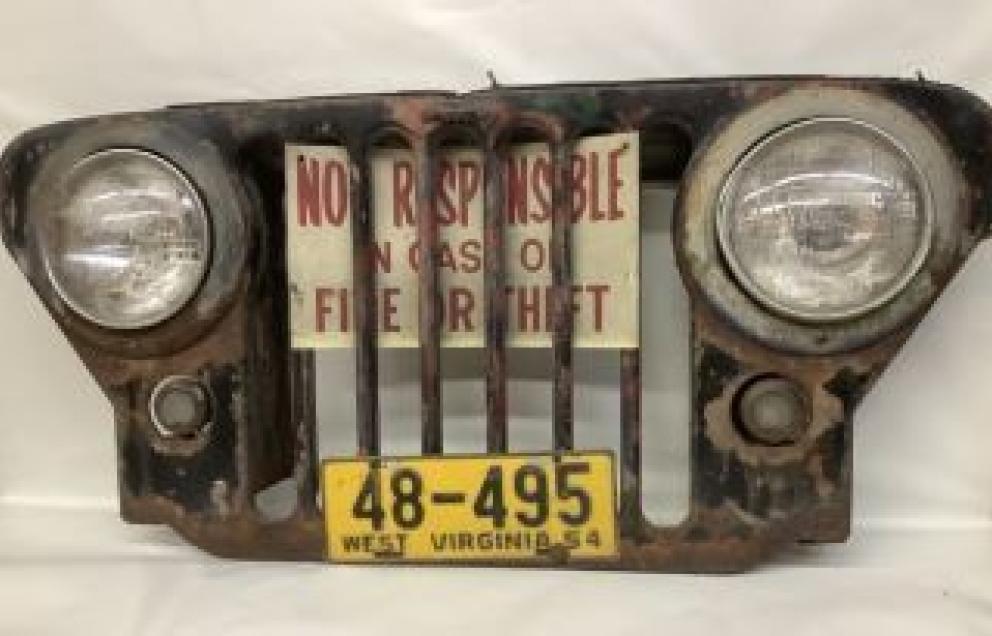 NOT RESPONSIBLE
IN CASE OF
FIRE OR THEFT
48-495
WEST VIRGINIA 54